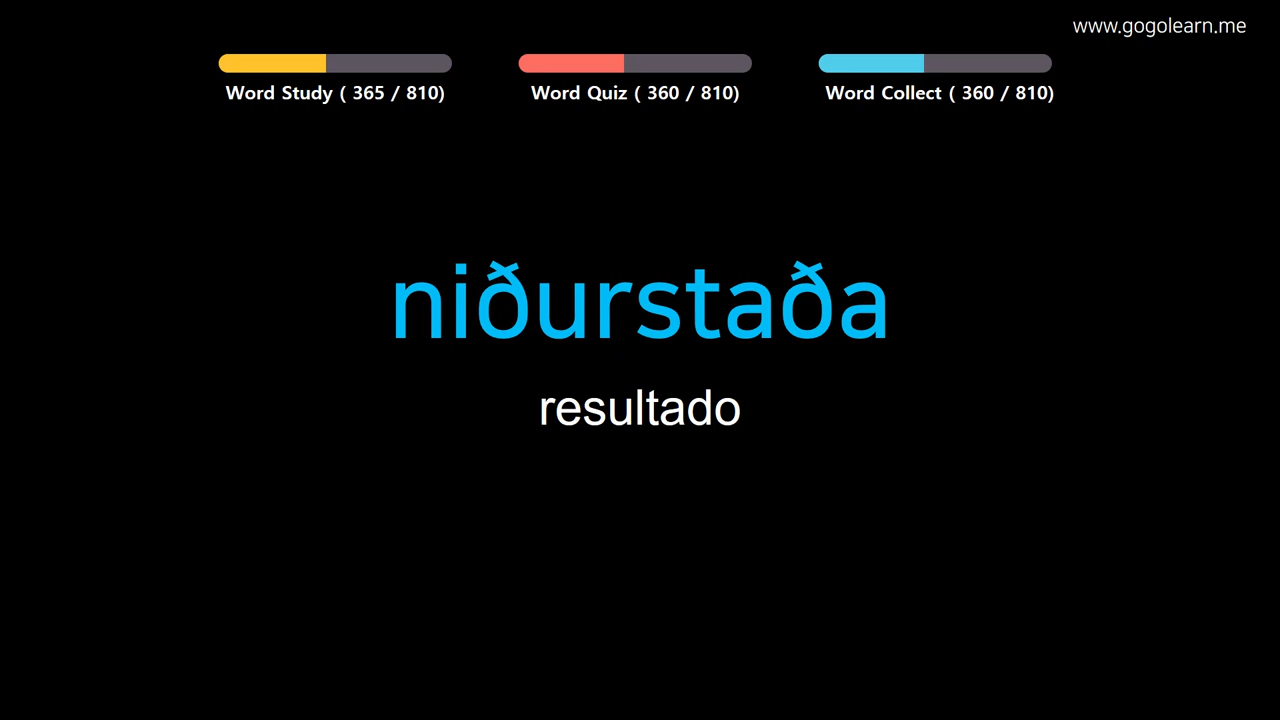 www.gogolearn.me
Word Study ( 365 / 810)
Word Quiz ( 360 / 810)
Word Collect ( 360 / 810)
niðurstaða
resultado